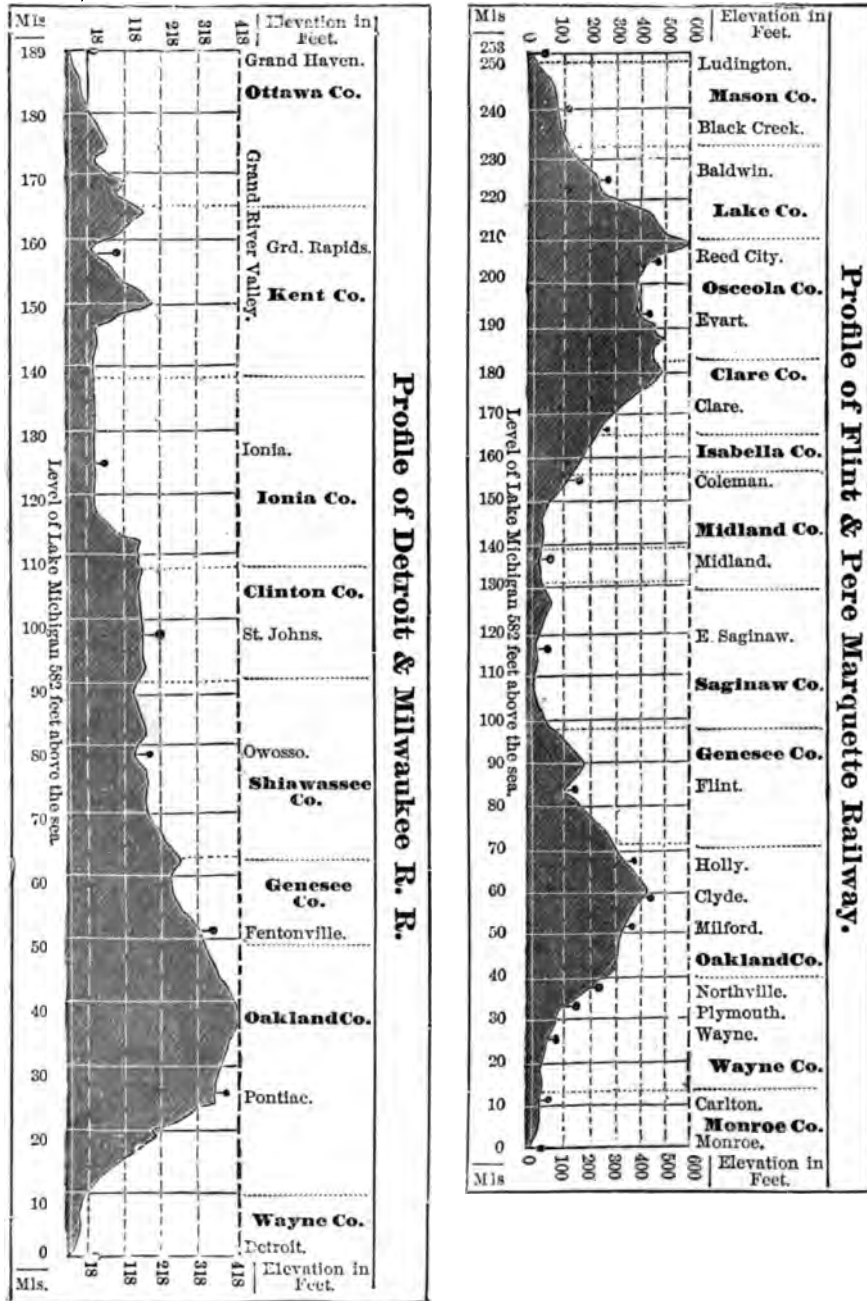 Mls
18 118 218 318 418
Elevation in
Feet.
189
180
170
160
150
140
130
120
110
100
90
80
70
60
50
40
30
20
10
0
Level of Lake Michigan 582 feet above the sea.
Grand River Valley.
Grand Haven.
Ottawa Co.
Grd. Rapids.
Kent Co.
Ionia.
Ionia Co.
Clinton Co.
St. Johns.
Owosso.
Shiawassee
Co.
Genesee
Co.
Fentonville.
Oakland Co.
Pontiac.
Wayne Co.
Detroit.
Mls.
18 118 218 318 418
Elevation in
Feet.
Profile of Detroit & Milwaukee R. R.
Mls
0 100 200 300 400 500 600
Elevation in
Feet.
253
250
240
230
220
210
200
190
180
170
160
150
140
130
120
110
100
90
80
70
60
50
40
30
20
10
0
Level of Lake Michigan 582 feet above the sea.
Ludington.
Mason Co.
Black Creek.
Baldwin.
Lake Co.
Reed City.
Osceola Co.
Evart.
Clare Co.
Clare.
Isabella Co.
Coleman.
Midland Co.
Midland.
E. Saginaw.
Saginaw Co.
Genesee Co.
Flint.
Holly.
Clyde.
Milford.
Oakland Co.
Northville.
Plymouth.
Wayne.
Wayne Co.
Carlton.
Monroe Co.
Monroe.
Mls
0 100 200 300 400 500 600
Elevation in
Feet.
Profile of Flint & Pere Marquette Railway.